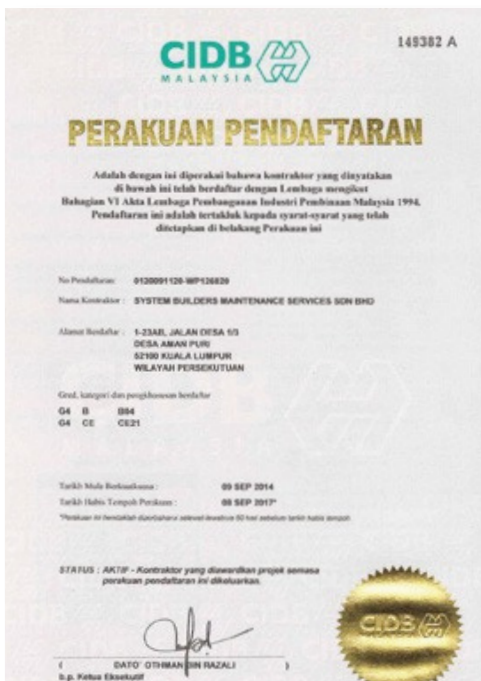 149382 A
CIDB
MALAYSIA
PERAKUAN PENDAFTARAN
Adalah dengan ini diperakui bahawa kontraktor yang dinyatakan
di bawah ini telah berdaftar dengan Lembaga mengikut
Bahagian VI Akta Lembaga Pembangunan Industri Pembinaan Malaysia 1994.
Pendaftaran ini adalah tertakluk kepada syarat-syarat yang telah
ditetapkan di belakang Perakuan ini
No Pendaftaran:
Nama Kontraktor : SYSTEM BUILDERS MAINTENANCE SERVICES SDN BHD
Alamat Berdaftar : 1-23AB, JALAN DESA 1/3
DESA AMAN PURI
52100 KUALA LUMPUR
WILAYAH PERSEKUTUAN
Gred, kategori dan pengkhususan berdaftar
G4 B B04
G4 CE CE21
Tarikh Mula Berkuatkuasa : 09 SEP 2014
Tarikh Habis Tempoh Perakuan : 08 SEP 2017*
STATUS : AKTIF - Kontraktor yang diawardkan projek semasa
perakuan pendaftaran ini dikeluarkan.
CIDB
( DATO' OTHMAN BIN RAZALI )
b.p. Ketua Eksekutif